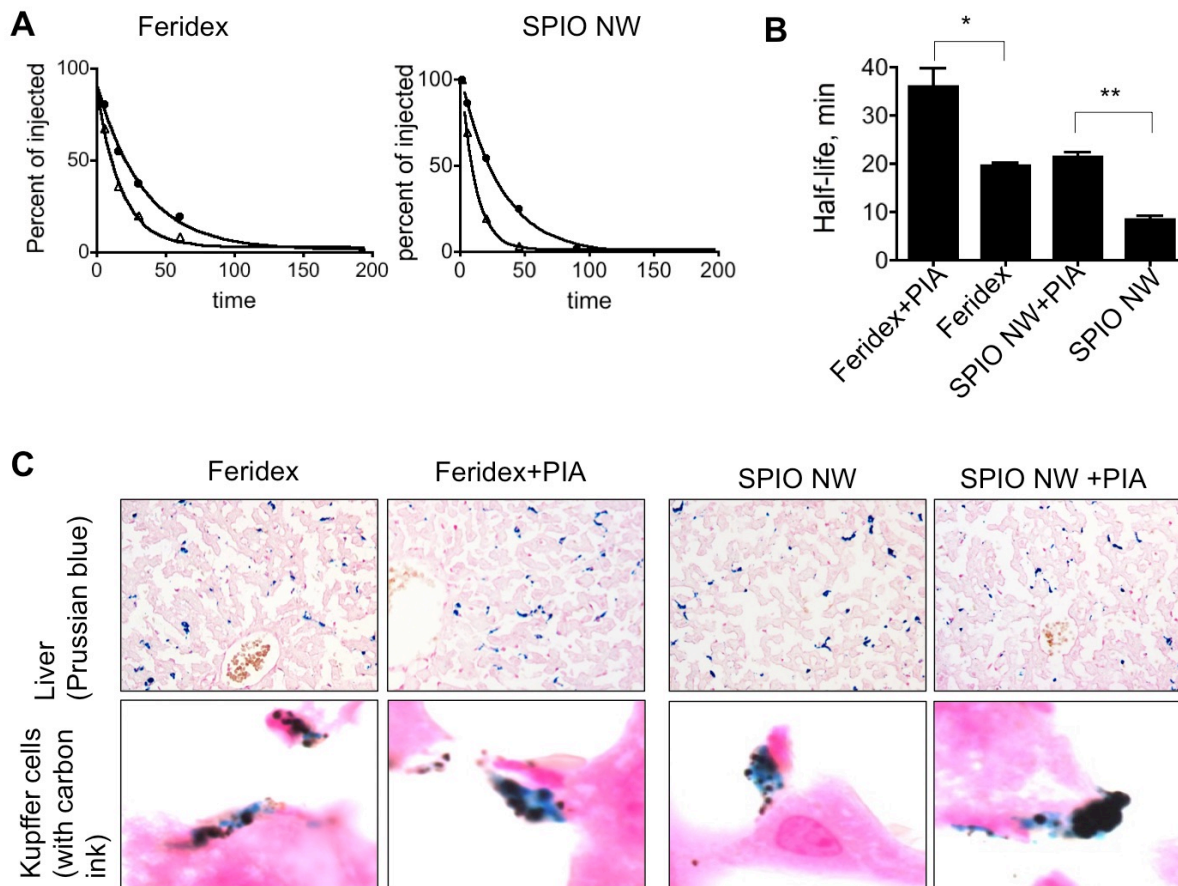 A
Feridex
SPIO NW
B
Percent of injected
100
50
0
0
50
100
150
200
time
percent of injected
100
50
0
0
50
100
150
200
time
Half-life, min
40
30
20
10
0
*
**
Feridex+PIA
Feridex
SPIO NW+PIA
SPIO NW
C
Feridex
Feridex+PIA
SPIO NW
SPIO NW +PIA
Liver
(Prussian blue)
Kupffer cells
(with carbon
ink)